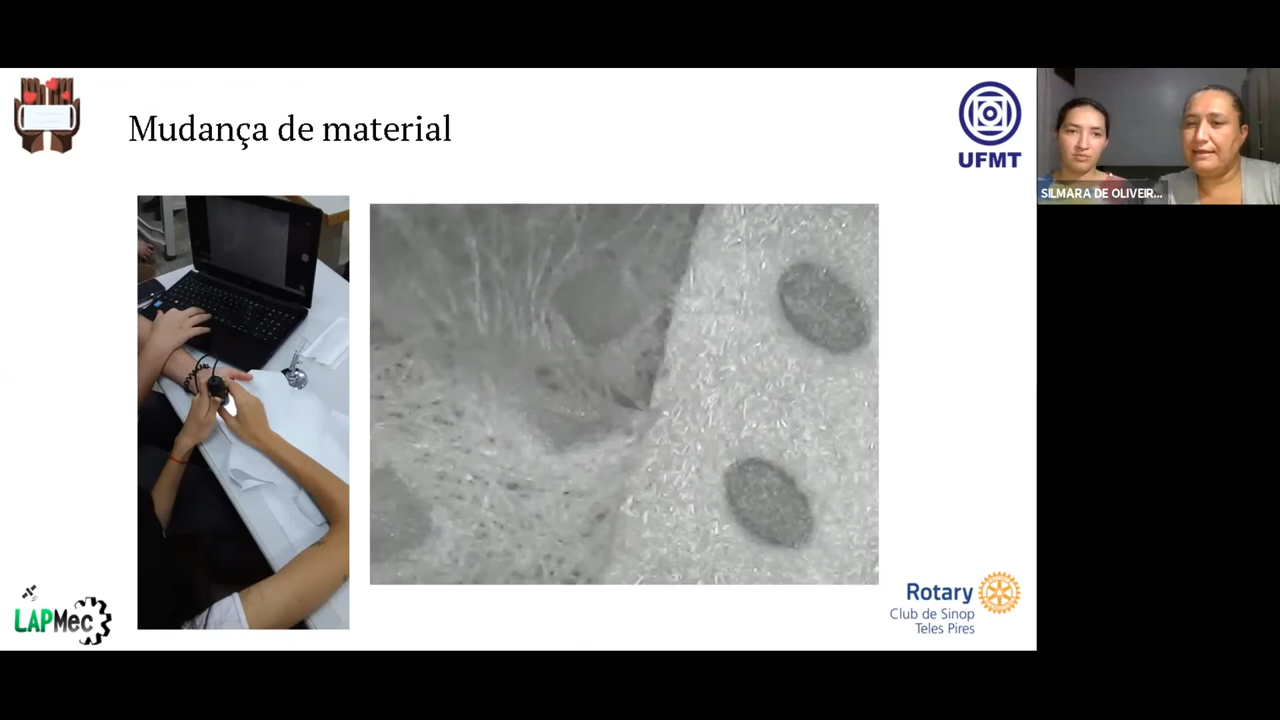 Mudança de material
UFMT
SILMARA DE OLIVEIR...
LAPMec
Rotary
Club de Sinop
Teles Pires